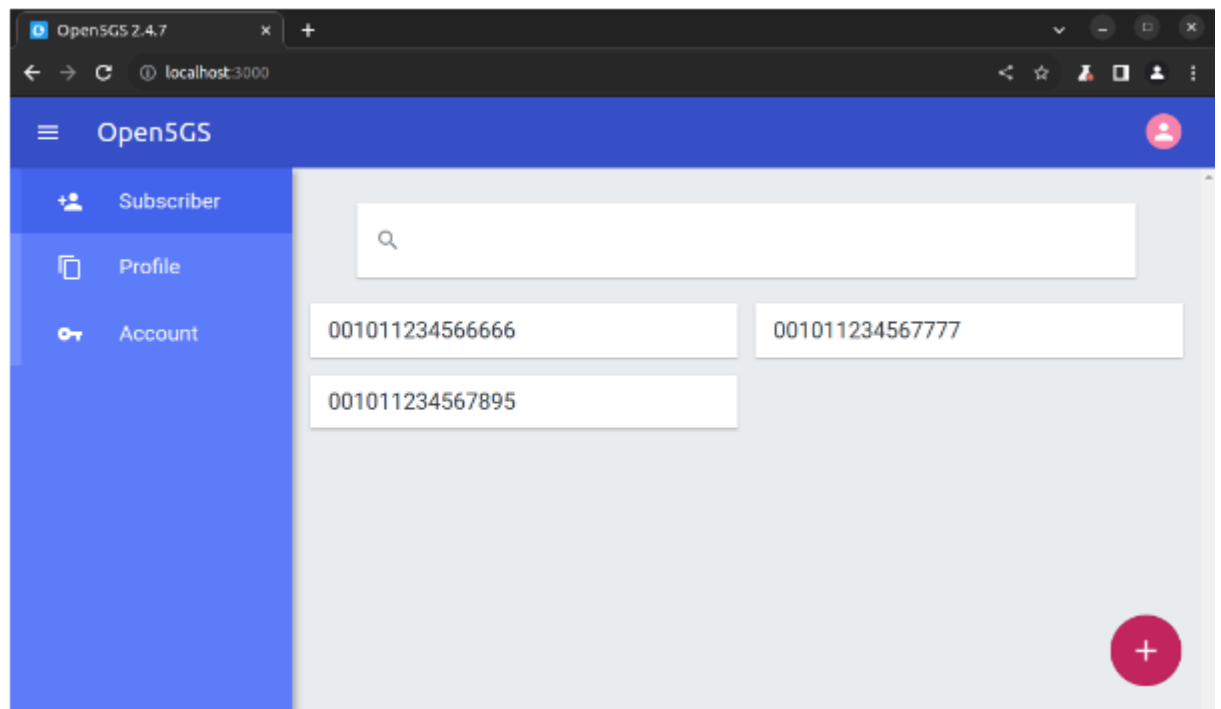 Open5GS 2.4.7
localhost:3000
Open5GS
Subscriber
Profile
Account
001011234566666
001011234567777
001011234567895